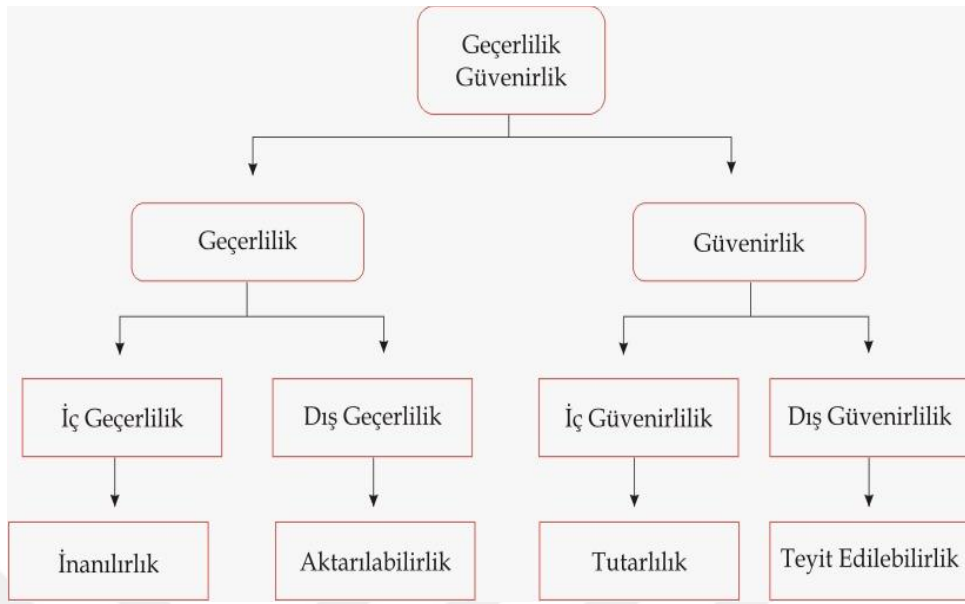 Geçerlilik
Güvenirlik
Geçerlilik
Güvenirlik
İç Geçerlilik
Dış Geçerlilik
İç Güvenirlilik
Dış Güvenirlilik
İnanılırlık
Aktarılabilirlik
Tutarlılık
Teyit Edilebilirlik